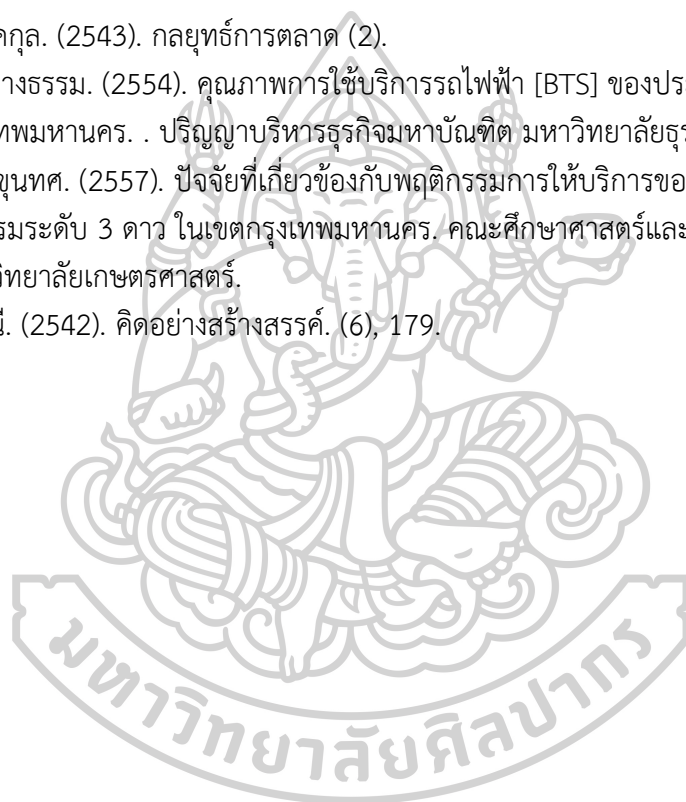 คกุล. (2543). กลยุทธ์การตลาด (2).
างธรรม. (2554). คุณภาพการใช้บริการรถไฟฟ้า [BTS] ของประ
ทพมหานคร. . ปริญญาบริหารธุรกิจมหาบัณฑิต มหาวิทยาลัยธุร
ขุนทศ. (2557). ปัจจัยที่เกี่ยวข้องกับพฤติกรรมการให้บริการขอ
รมระดับ 3 ดาว ในเขตกรุงเทพมหานคร. คณะศึกษาศาสตร์และ
วิทยาลัยเกษตรศาสตร์.
นี. (2542). คิดอย่างสร้างสรรค์. (6), 179.
มหาวิทยาลัยศิลปากร